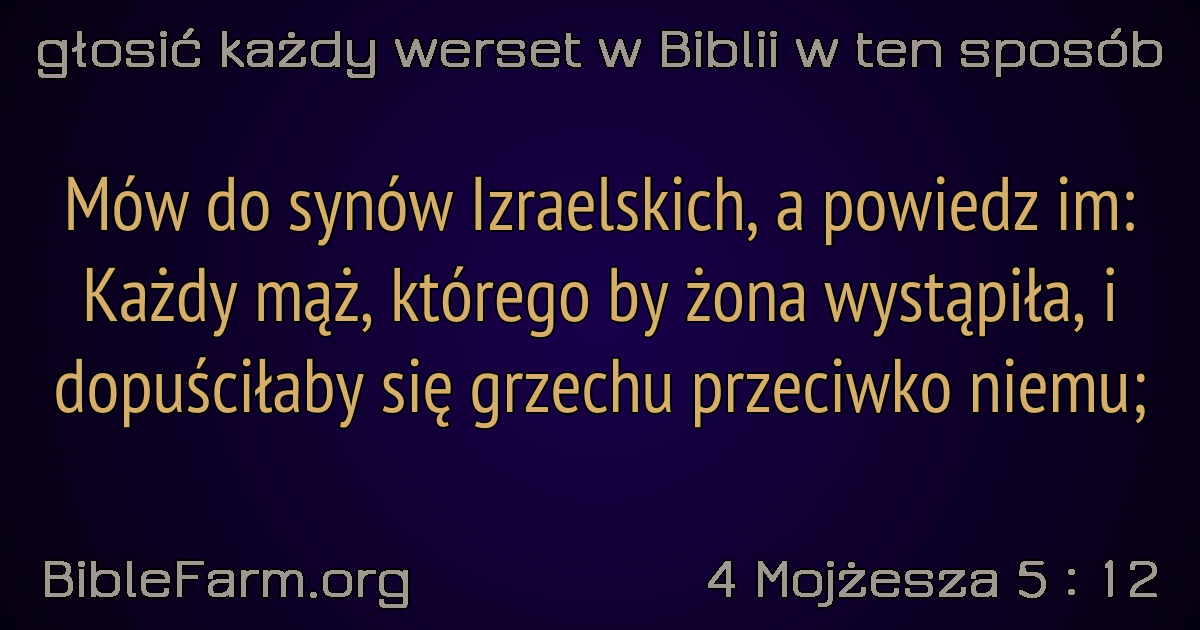 głosić każdy werset w Biblii w ten sposób
Mów do synów Izraelskich, a powiedz im:
Każdy mąż, którego by żona wystąpiła, i
dopuściłaby się grzechu przeciwko niemu;
BibleFarm.org
4 Mojżesza 5 : 12